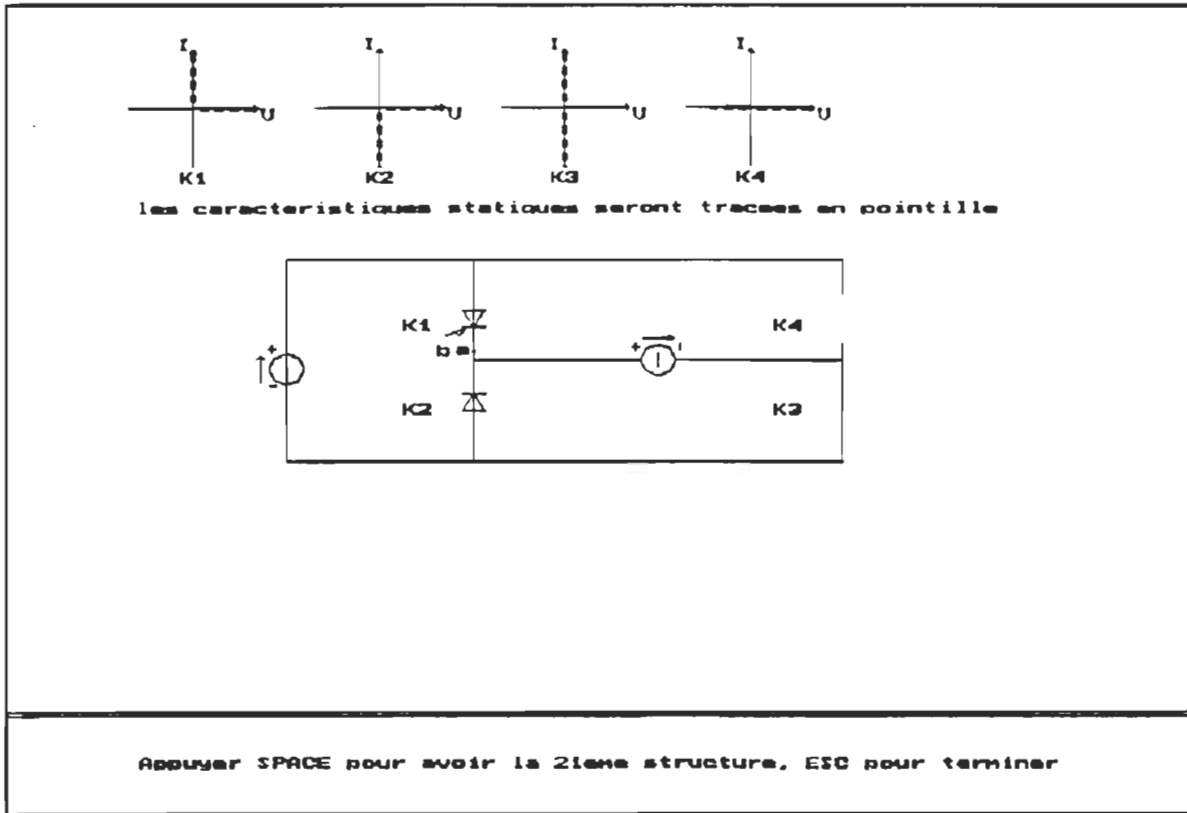 I I I I
U U U U
K1 K2 K3 K4
les caracteristiques statiques seront tracees en pointille
K1 K4
+
b a + I
-
K2 K3
Appuyer SPACE pour avoir la 2ieme structure, ESC pour terminer